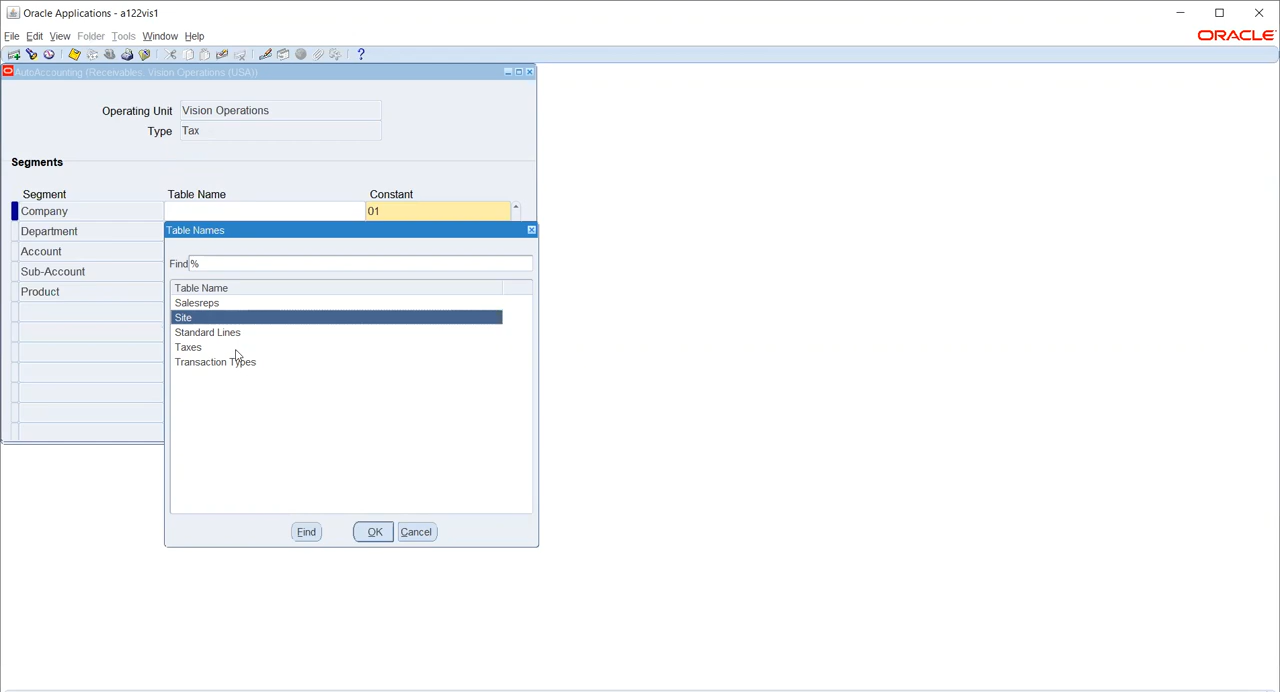 Oracle Applications - a122vis1
File Edit View Folder Tools Window Help
ORACLE
AutoAccounting (Receivables, Vision Operations (USA))
Operating Unit Vision Operations
Type Tax
Segments
Segment Table Name Constant
Company 01
Department
Account
Sub-Account
Product
Table Names
Find %
Table Name
Salesreps
Site
Standard Lines
Taxes
Transaction Types
Find OK Cancel